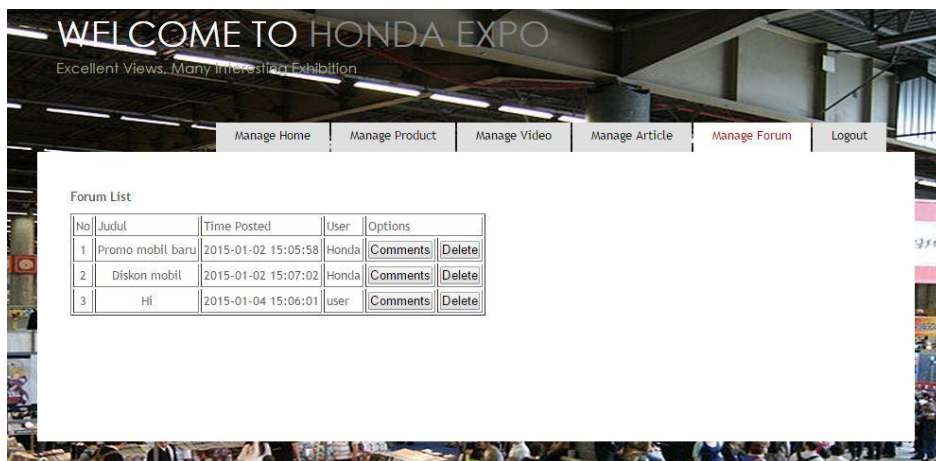 WELCOME TO HONDA EXPO
Excellent Views, Many Interesting Exhibition
Manage Home Manage Product Manage Video Manage Article Manage Forum Logout
Forum List
No Judul Time Posted User Options
1 Promo mobil baru 2015-01-02 15:05:58 Honda Comments Delete
2 Diskon mobil 2015-01-02 15:07:02 Honda Comments Delete
3 Hi 2015-01-04 15:06:01 user Comments Delete